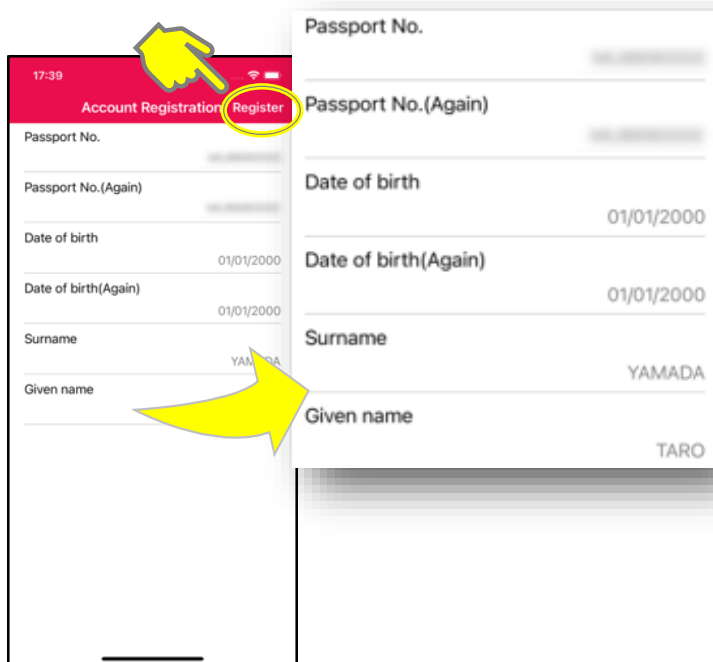 17:39
Account Registration Register
Passport No.
Passport No.(Again)
Date of birth
01/01/2000
Date of birth(Again)
01/01/2000
Surname
Given name
Passport No.
Passport No.(Again)
Date of birth
01/01/2000
Date of birth(Again)
01/01/2000
Surname
YAMADA
Given name
TARO